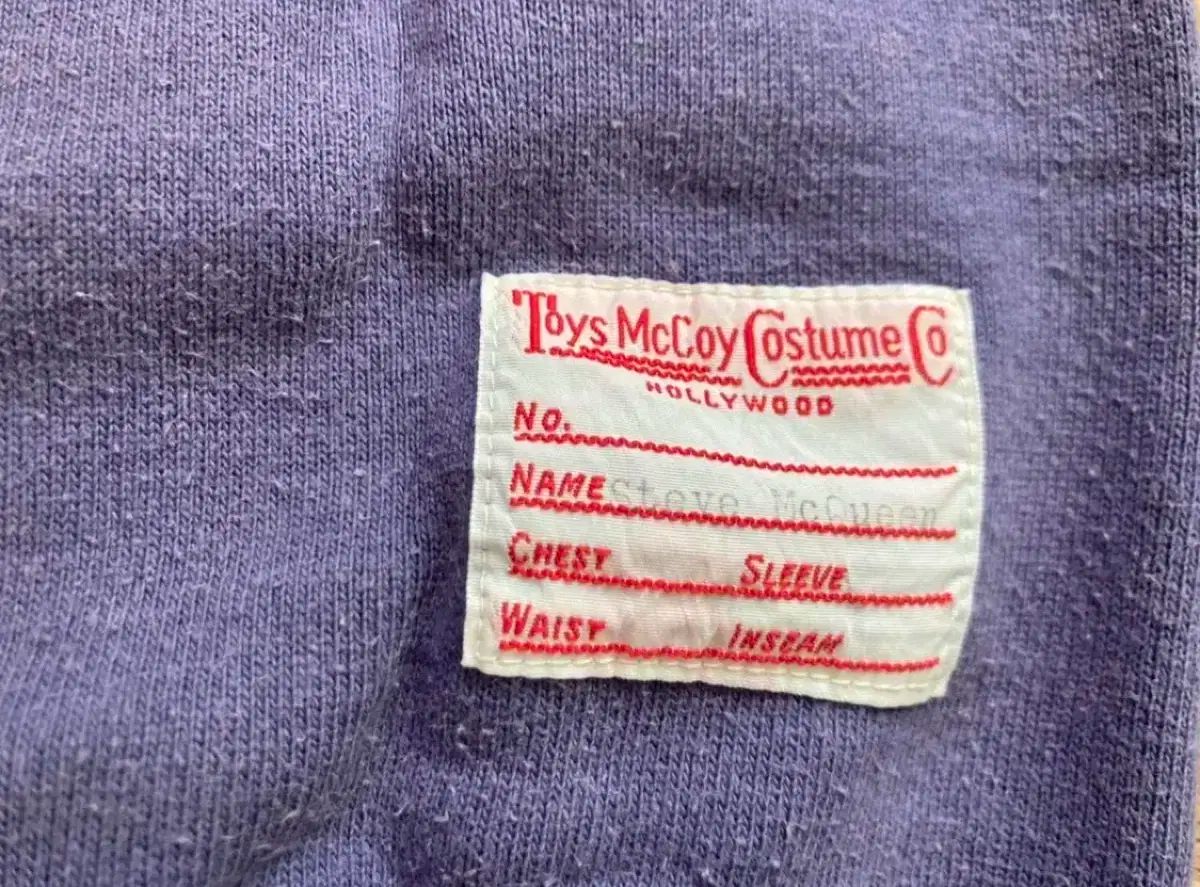 Toys McCoy Costume Co
HOLLYWOOD
No.
NAME Steve McQueen
CHEST SLEEVE
WAIST INSEAM